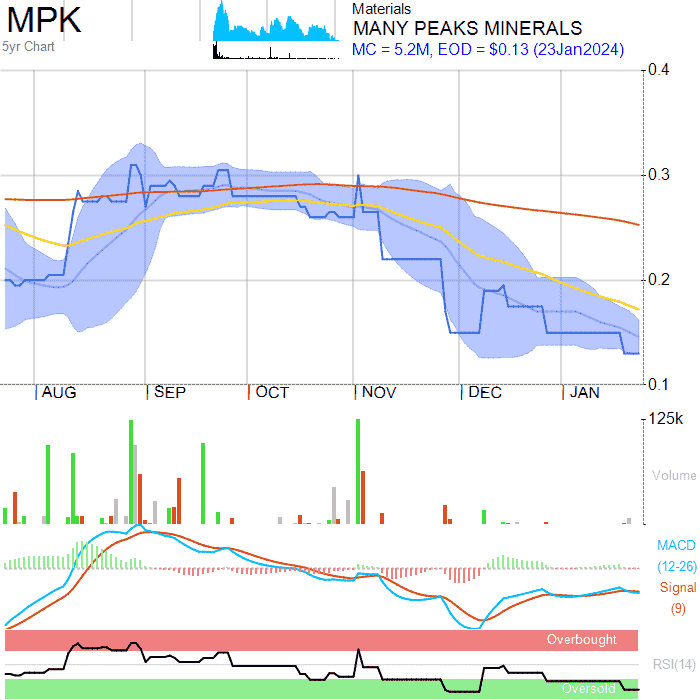 MPK
5yr Chart
Materials
MANY PEAKS MINERALS
MC = 5.2M, EOD = $0.13 (23Jan2024)
0.4
0.3
0.2
0.1
AUG SEP OCT NOV DEC JAN
125k
Volume
MACD
(12-26)
Signal
(9)
Overbought
RSI(14)
Oversold